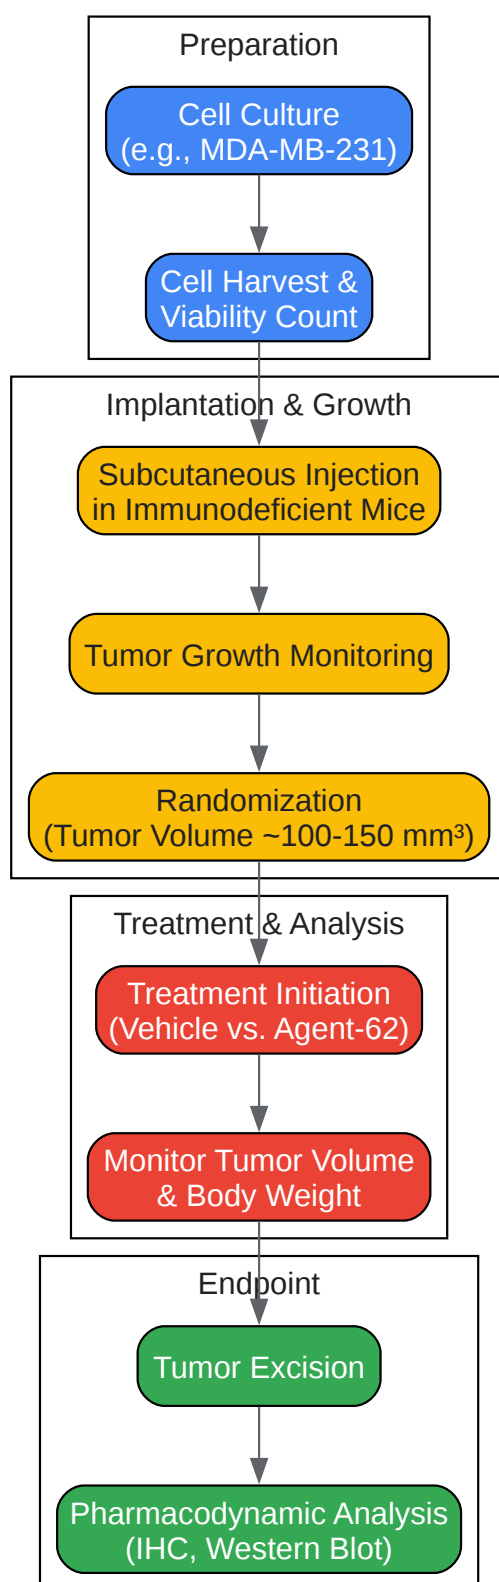 Preparation
Cell Culture
(e.g., MDA-MB-231)
Cell Harvest &
Viability Count
Implantation & Growth
Subcutaneous Injection
in Immunodeficient Mice
Tumor Growth Monitoring
Randomization
(Tumor Volume ~100-150 mm³)
Treatment & Analysis
Treatment Initiation
(Vehicle vs. Agent-62)
Monitor Tumor Volume
& Body Weight
Endpoint
Tumor Excision
Pharmacodynamic Analysis
(IHC, Western Blot)